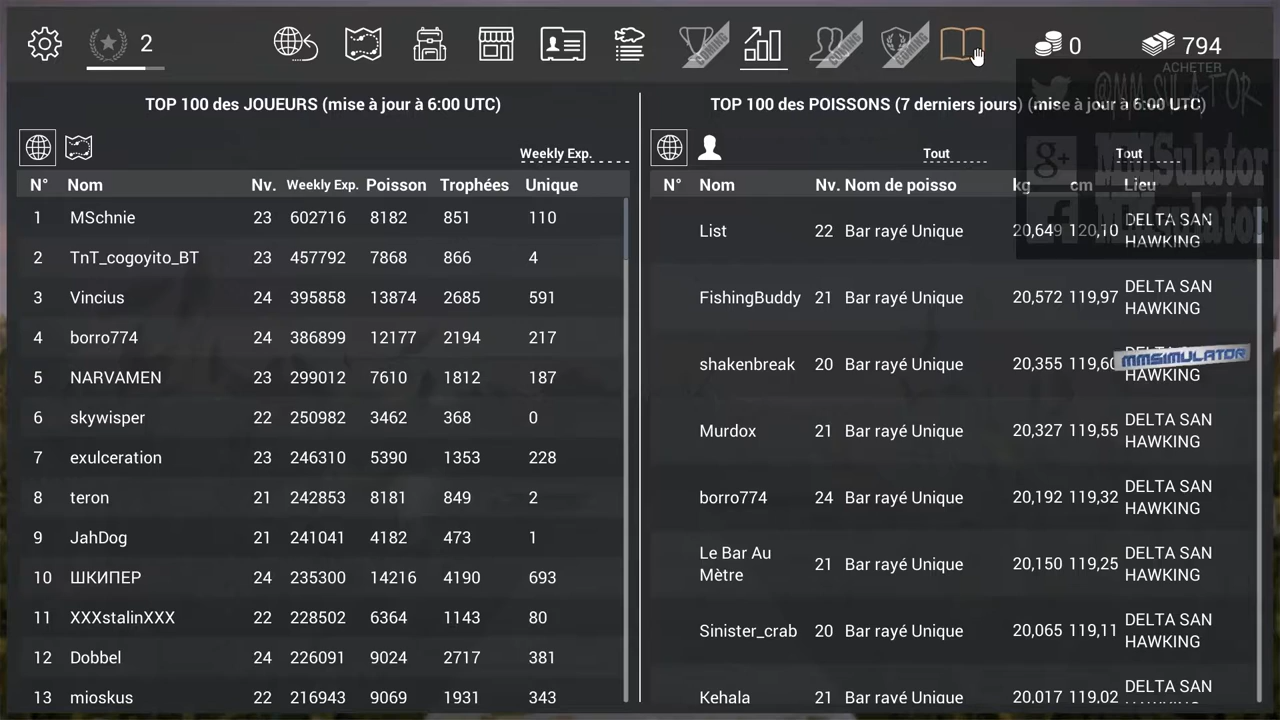 2
COMING
COMING
COMING
0
794
ACHETER
@MM_SULATOR
MMSulator
MMsulator
TOP 100 des JOUEURS (mise à jour à 6:00 UTC)
Weekly Exp.
N° Nom Nv. Weekly Exp. Poisson Trophées Unique
1 MSchnie 23 602716 8182 851 110
2 TnT_cogoyito_BT 23 457792 7868 866 4
3 Vincius 24 395858 13874 2685 591
4 borro774 24 386899 12177 2194 217
5 NARVAMEN 23 299012 7610 1812 187
6 skywisper 22 250982 3462 368 0
7 exulceration 23 246310 5390 1353 228
8 teron 21 242853 8181 849 2
9 JahDog 21 241041 4182 473 1
10 ШКИПЕР 24 235300 14216 4190 693
11 XXXstalinXXX 22 228502 6364 1143 80
12 Dobbel 24 226091 9024 2717 381
13 mioskus 22 216943 9069 1931 343
TOP 100 des POISSONS (7 derniers jours) (mise à jour à 6:00 UTC)
Tout Tout
N° Nom Nv. Nom de poisso kg cm Lieu
List 22 Bar rayé Unique 20,649 120,10 DELTA SAN
HAWKING
FishingBuddy 21 Bar rayé Unique 20,572 119,97 DELTA SAN
HAWKING
shakenbreak 20 Bar rayé Unique 20,355 119,60 DELTA SAN
HAWKING
MMSIMULATOR
Murdox 21 Bar rayé Unique 20,327 119,55 DELTA SAN
HAWKING
borro774 24 Bar rayé Unique 20,192 119,32 DELTA SAN
HAWKING
Le Bar Au
Mètre 21 Bar rayé Unique 20,150 119,25 DELTA SAN
HAWKING
Sinister_crab 20 Bar rayé Unique 20,065 119,11 DELTA SAN
HAWKING
Kehala 21 Bar rayé Unique 20,017 119,02 DELTA SAN
HAWKING